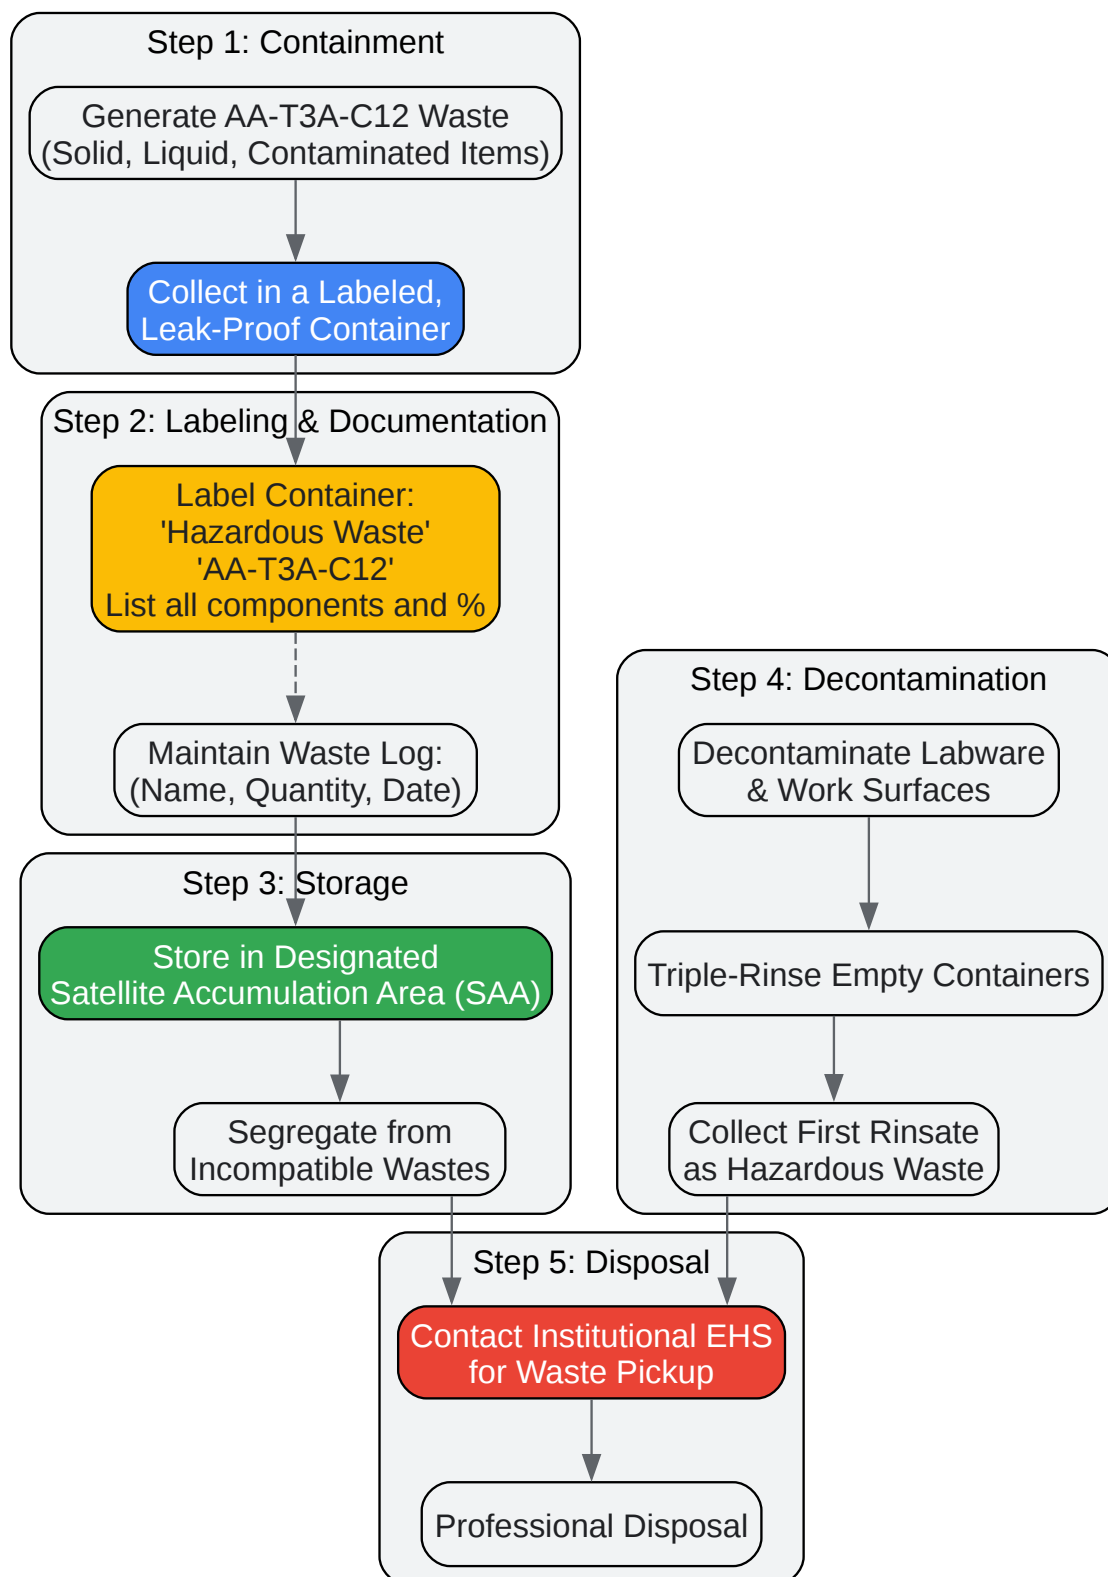 Step 1: Containment
Generate AA-T3A-C12 Waste
(Solid, Liquid, Contaminated Items)
Collect in a Labeled,
Leak-Proof Container
Step 2: Labeling & Documentation
Label Container:
'Hazardous Waste'
'AA-T3A-C12'
List all components and %
Maintain Waste Log:
(Name, Quantity, Date)
Step 3: Storage
Store in Designated
Satellite Accumulation Area (SAA)
Segregate from
Incompatible Wastes
Step 4: Decontamination
Decontaminate Labware
& Work Surfaces
Triple-Rinse Empty Containers
Collect First Rinsate
as Hazardous Waste
Step 5: Disposal
Contact Institutional EHS
for Waste Pickup
Professional Disposal